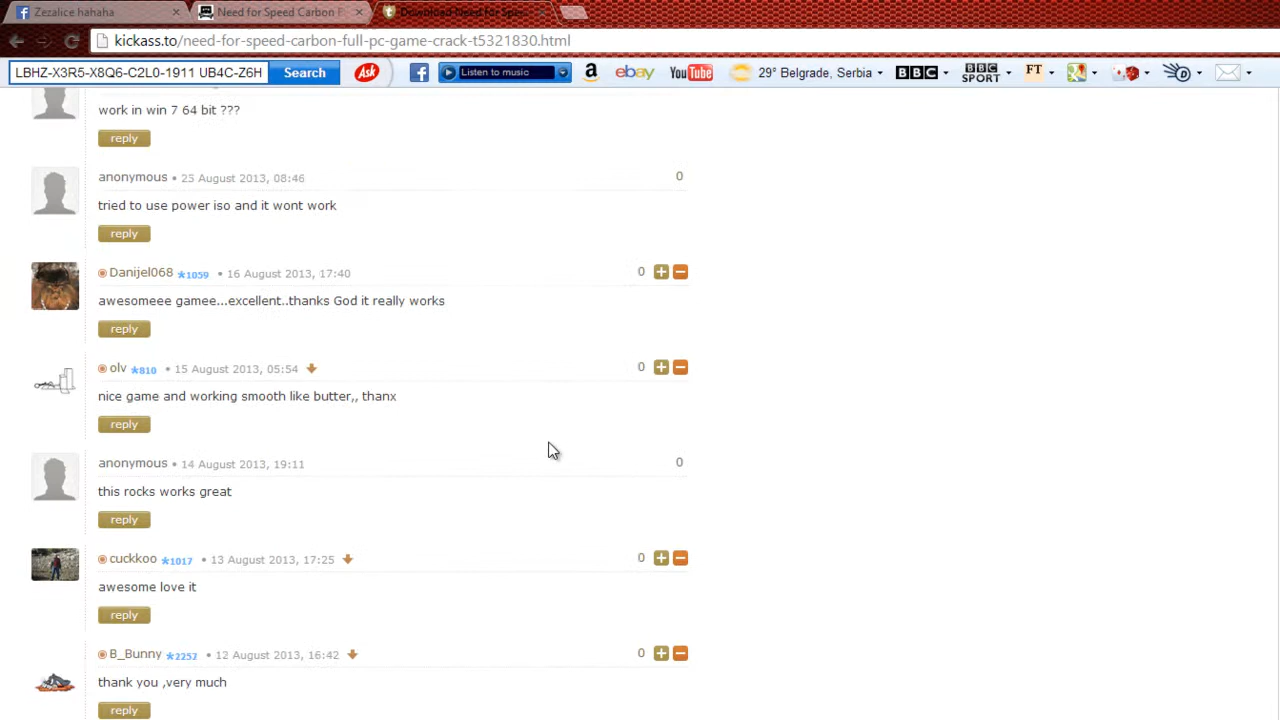 Zezalice hahaha
Need for Speed Carbon F
Download Need for Spe
kickass.to/need-for-speed-carbon-full-pc-game-crack-t5321830.html
LBHZ-X3R5-X8Q6-C2L0-1911 UB4C-Z6H Search Ask Listen to music a ebay YouTube 29° Belgrade, Serbia BBC BBC SPORT FT
work in win 7 64 bit ???
reply
anonymous • 25 August 2013, 08:46 0
tried to use power iso and it wont work
reply
Danijel068 *1059 • 16 August 2013, 17:40 0
awesomeee gamee...excellent..thanks God it really works
reply
olv *810 • 15 August 2013, 05:54 0
nice game and working smooth like butter,, thanx
reply
anonymous • 14 August 2013, 19:11 0
this rocks works great
reply
cuckkoo *1017 • 13 August 2013, 17:25 0
awesome love it
reply
B_Bunny *2257 • 12 August 2013, 16:42 0
thank you ,very much
reply